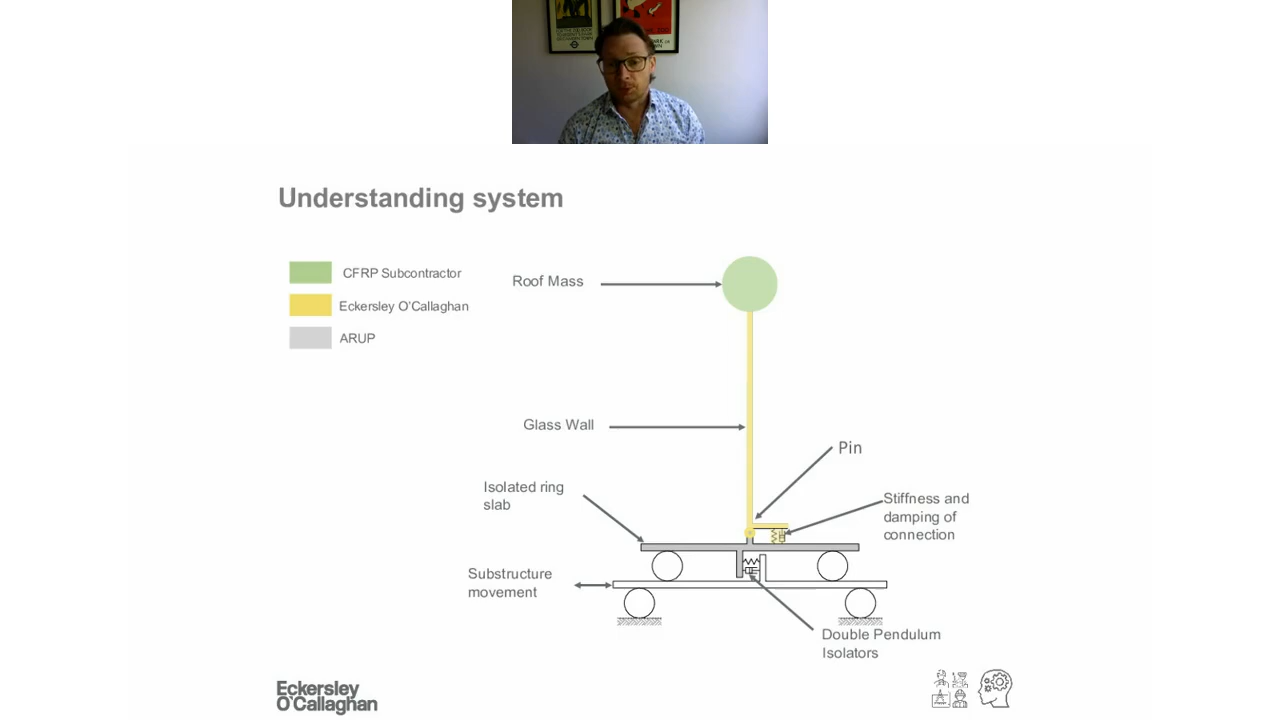 Understanding system
CFRP Subcontractor
Eckersley O'Callaghan
ARUP
Roof Mass
Glass Wall
Pin
Isolated ring
slab
Stiffness and
damping of
connection
Substructure
movement
Double Pendulum
Isolators
Eckersley
O'Callaghan